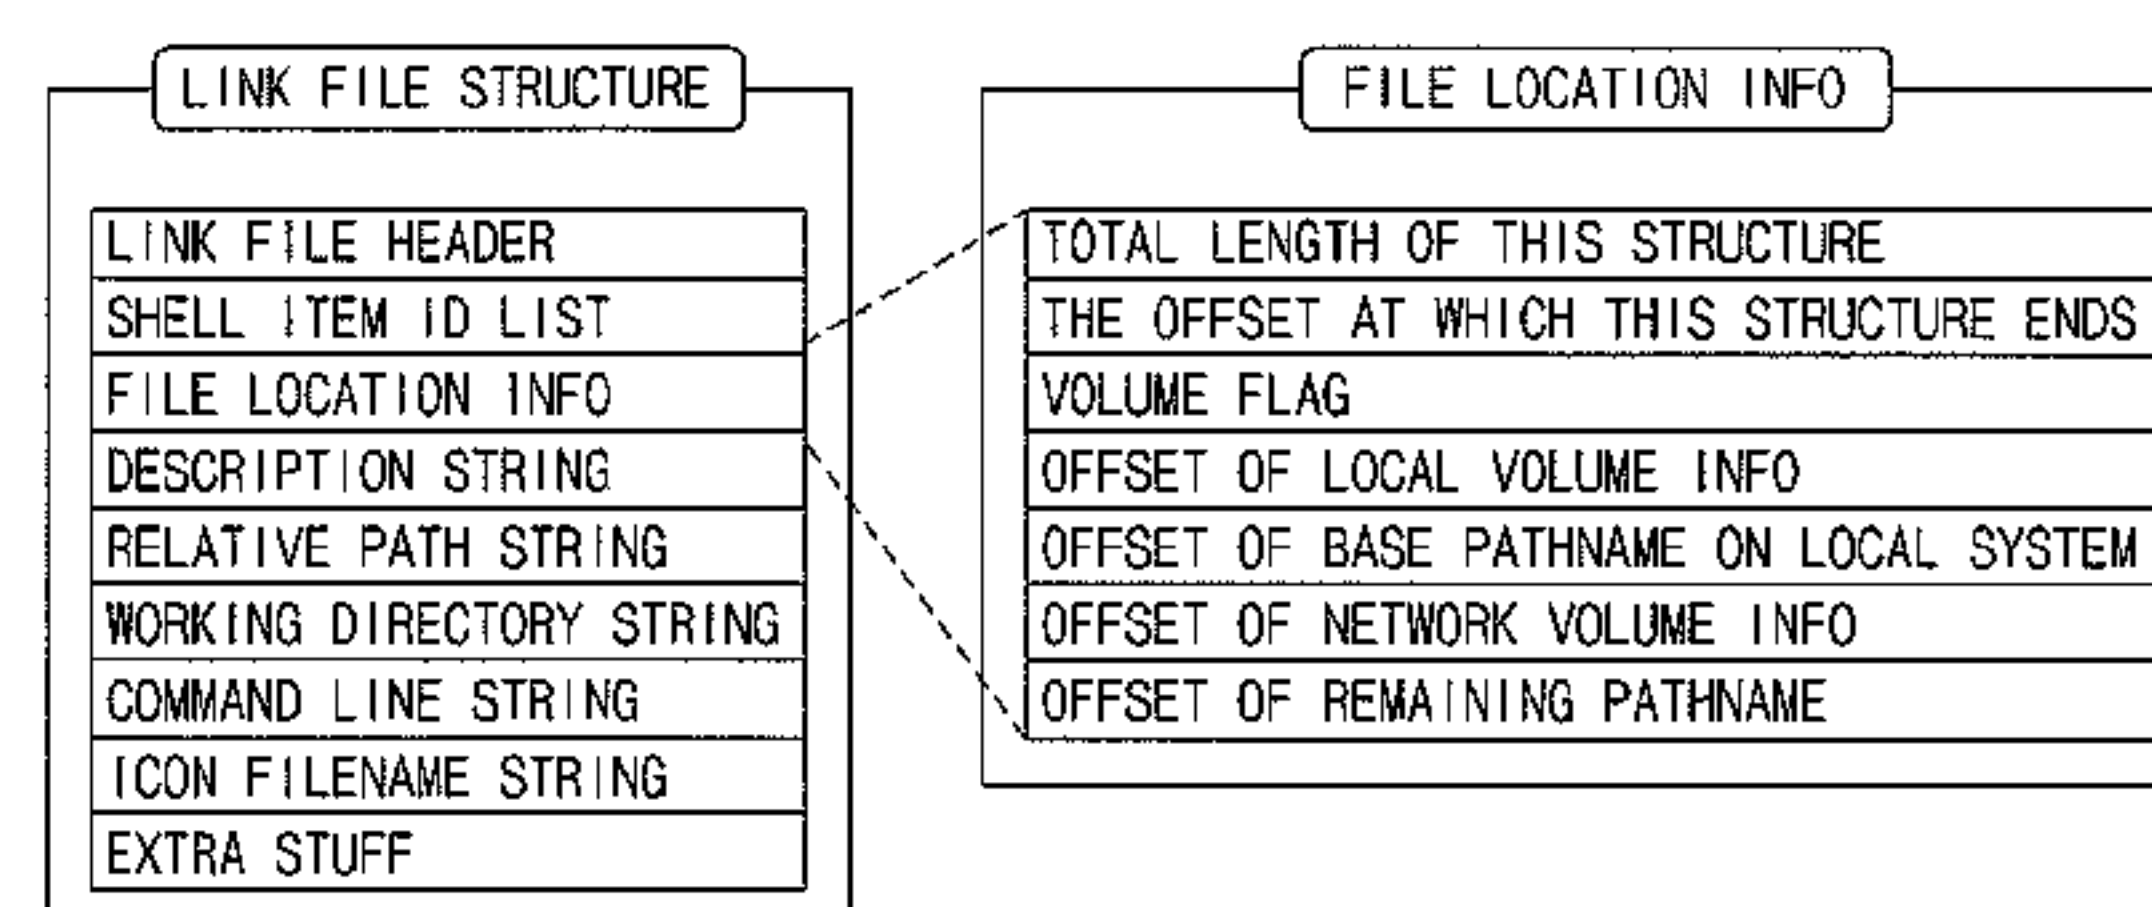 LINK FILE STRUCTURE
LINK FILE HEADER
SHELL ITEM ID LIST
FILE LOCATION INFO
DESCRIPTION STRING
RELATIVE PATH STRING
WORKING DIRECTORY STRING
COMMAND LINE STRING
ICON FILENAME STRING
EXTRA STUFF
FILE LOCATION INFO
TOTAL LENGTH OF THIS STRUCTURE
THE OFFSET AT WHICH THIS STRUCTURE ENDS
VOLUME FLAG
OFFSET OF LOCAL VOLUME INFO
OFFSET OF BASE PATHNAME ON LOCAL SYSTEM
OFFSET OF NETWORK VOLUME INFO
OFFSET OF REMAINING PATHNAME